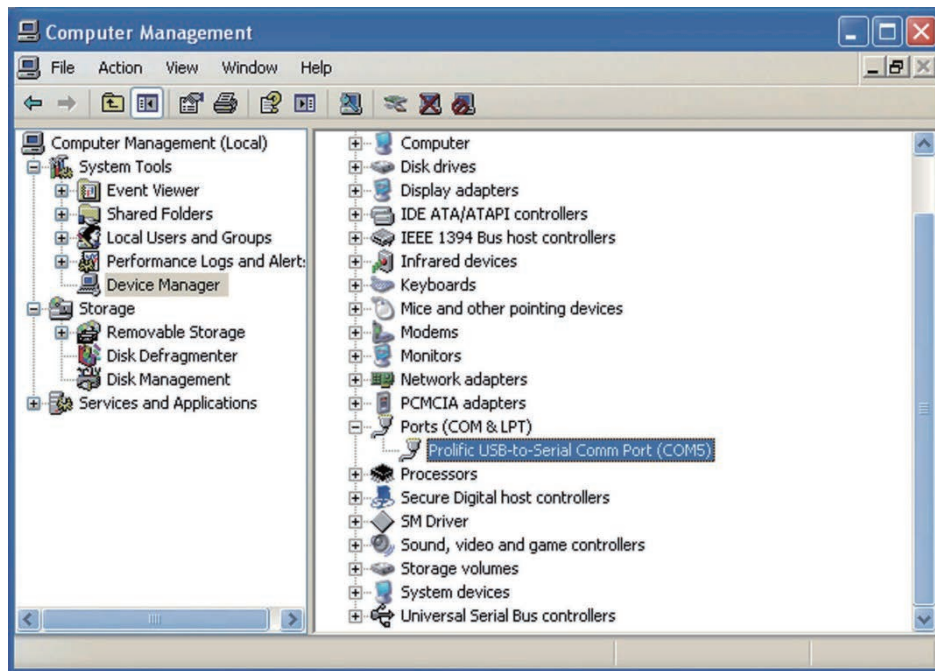 Computer Management
File Action View Window Help
Computer Management (Local)
System Tools
Event Viewer
Shared Folders
Local Users and Groups
Performance Logs and Alert:
Device Manager
Storage
Removable Storage
Disk Defragmenter
Disk Management
Services and Applications
Computer
Disk drives
Display adapters
IDE ATA/ATAPI controllers
IEEE 1394 Bus host controllers
Infrared devices
Keyboards
Mice and other pointing devices
Modems
Monitors
Network adapters
PCMCIA adapters
Ports (COM & LPT)
Prolific USB-to-Serial Comm Port (COM5)
Processors
Secure Digital host controllers
SM Driver
Sound, video and game controllers
Storage volumes
System devices
Universal Serial Bus controllers